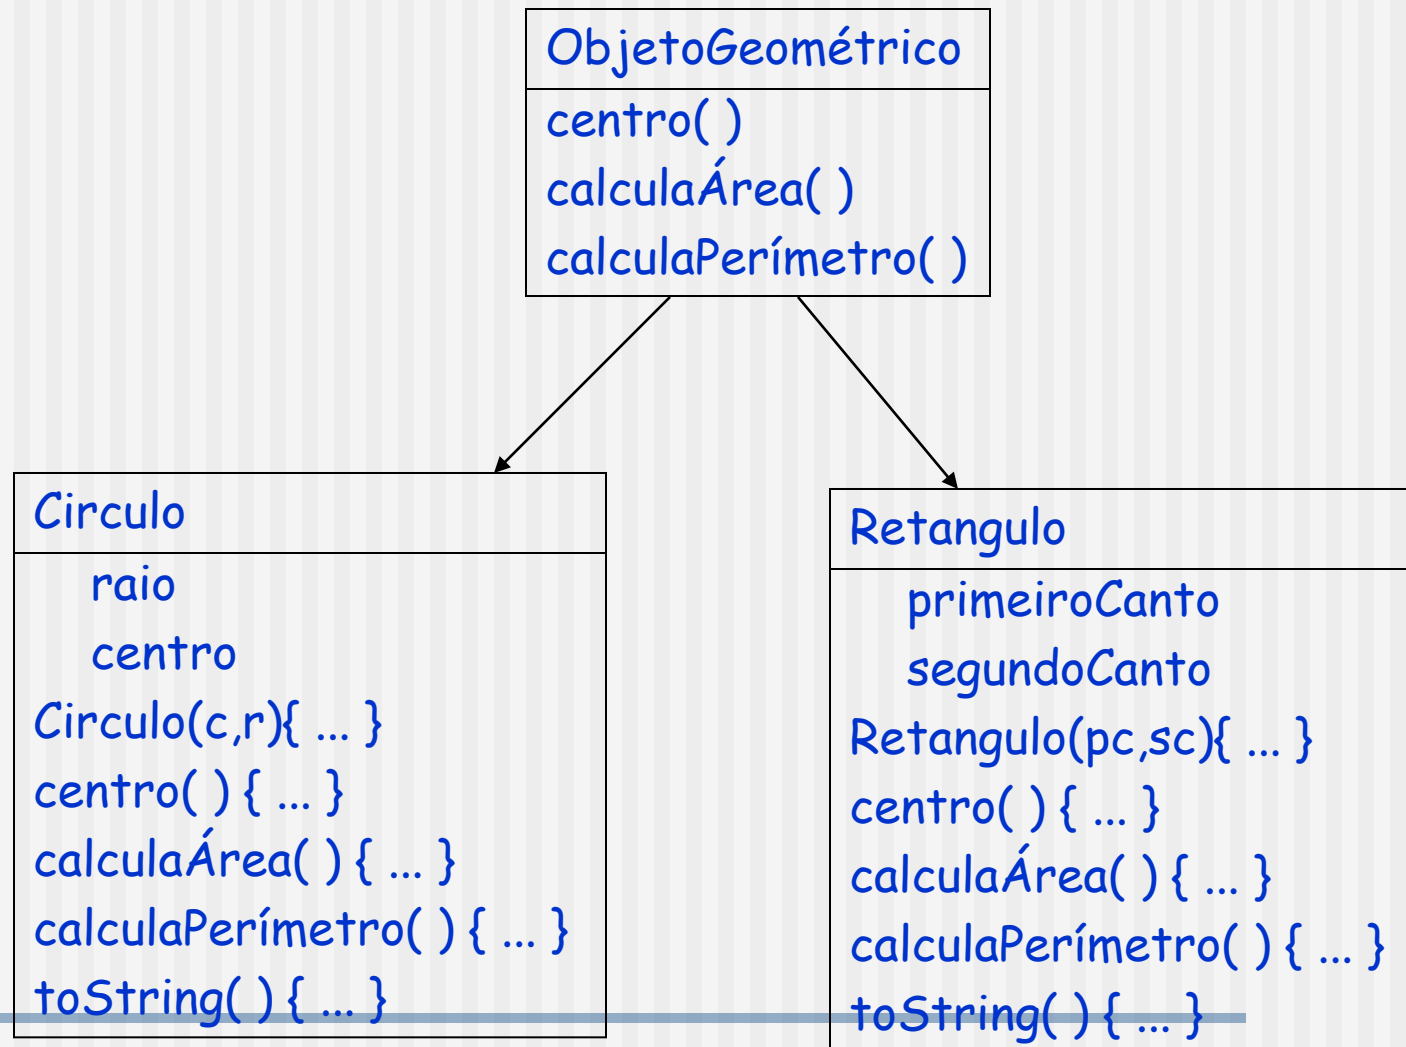 ObjetoGeométrico
centro( )
calculaÁrea( )
calculaPerímetro( )
Circulo
raio
centro
Circulo(c,r){ ... }
centro( ) { ... }
calculaÁrea( ) { ... }
calculaPerímetro( ) { ... }
toString( ) { ... }
Retangulo
primeiroCanto
segundoCanto
Retangulo(pc,sc){ ... }
centro( ) { ... }
calculaÁrea( ) { ... }
calculaPerímetro( ) { ... }
toString( ) { ... }